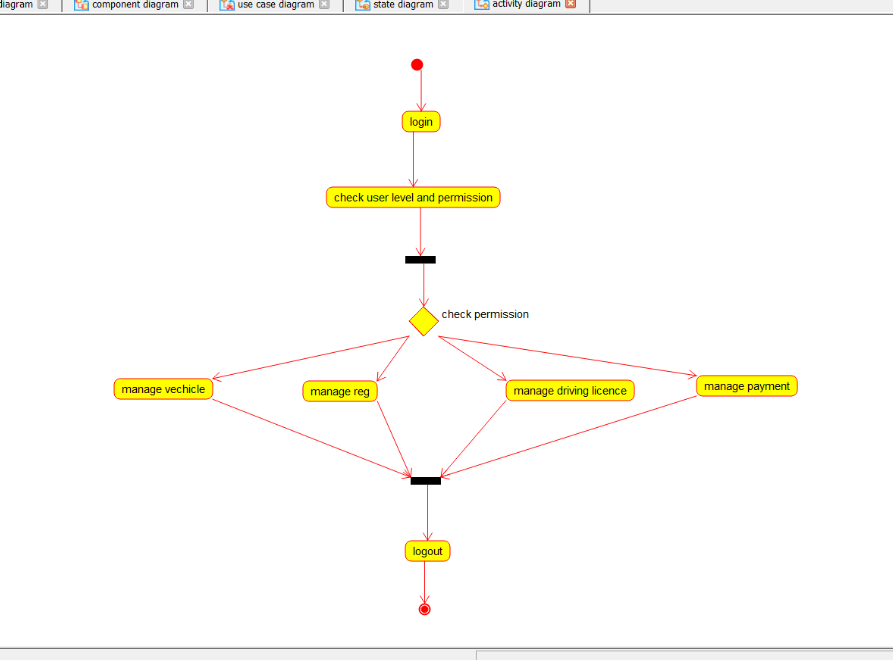 diagram
component diagram
use case diagram
state diagram
activity diagram
login
check user level and permission
check permission
manage vechicle
manage reg
manage driving licence
manage payment
logout